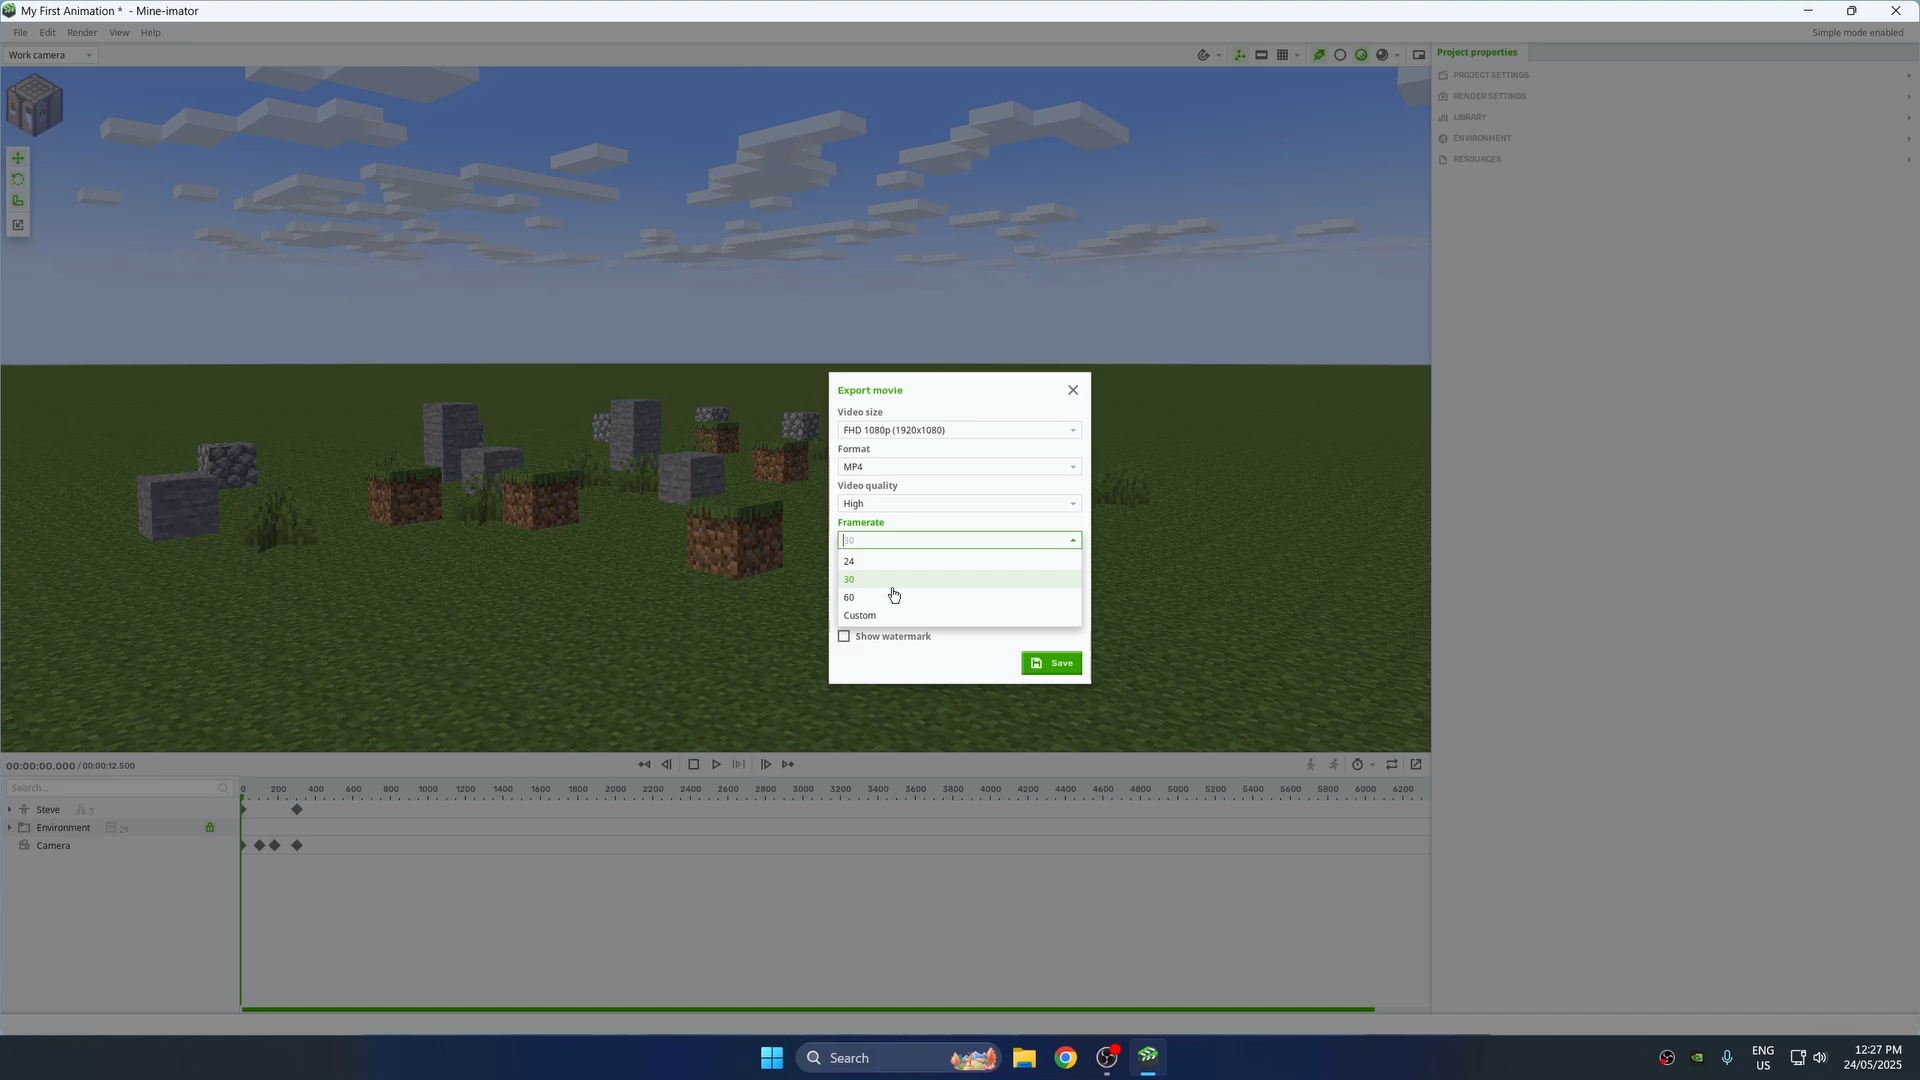 My First Animation * - Mine-imator
File Edit Render View Help
Simple mode enabled
Work camera
Project properties
PROJECT SETTINGS
RENDER SETTINGS
LIBRARY
ENVIRONMENT
RESOURCES
Export movie
Video size
FHD 1080p (1920x1080)
Format
MP4
Video quality
High
Framerate
30
24
30
60
Custom
Show watermark
Save
00:00:00.000 / 00:00:12.500
Search...
0 200 400 600 800 1000 1200 1400 1600 1800 2000 2200 2400 2600 2800 3000 3200 3400 3600 3800 4000 4200 4400 4600 4800 5000 5200 5400 5600 5800 6000 6200
Steve 7
Environment 29
Camera
Search
ENG
US
12:27 PM
24/05/2025